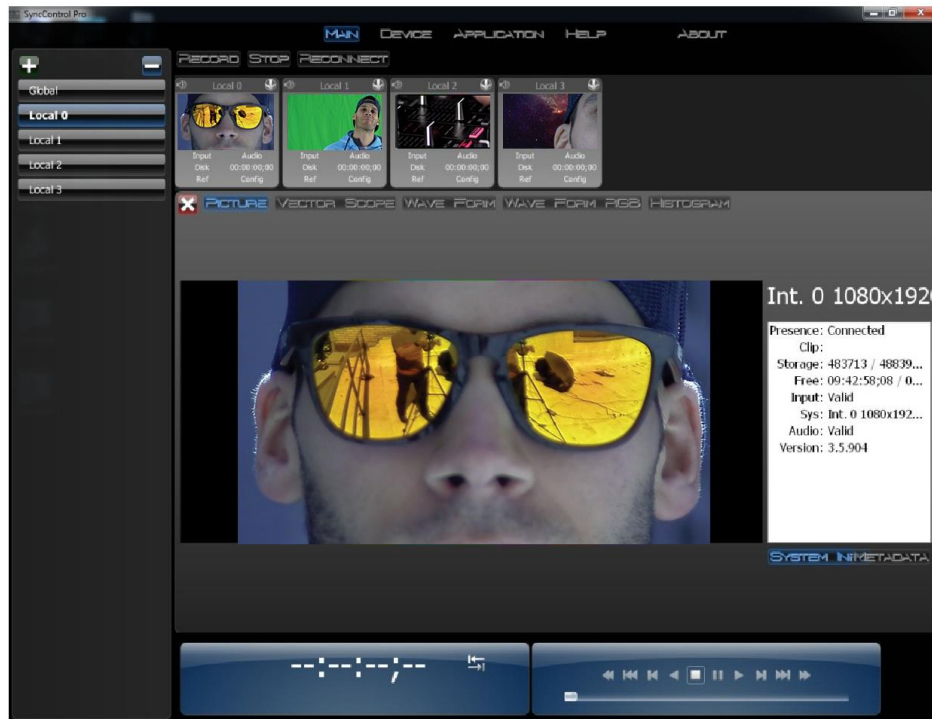 SyncControl Pro
MAIN DEVICE APPLICATION HELP ABOUT
RECORD STOP RECONNECT
Global
Local 0
Local 1
Local 2
Local 3
Local 0
Input Audio
Disk 00:00:00;00
Ref Config
Local 1
Input Audio
Disk 00:00:00;00
Ref Config
Local 2
Input Audio
Disk 00:00:00;00
Ref Config
Local 3
Input Audio
Disk 00:00:00;00
Ref Config
PICTURE VECTOR SCOPE WAVE FORM WAVE FORM RGB HISTOGRAM
Int. 0 1080x192
Presence: Connected
Clip:
Storage: 483713 / 48839...
Free: 09:42:58;08 / 0...
Input: Valid
Sys: Int. 0 1080x192...
Audio: Valid
Version: 3.5.904
SYSTEM METADATA
--:--:--;--